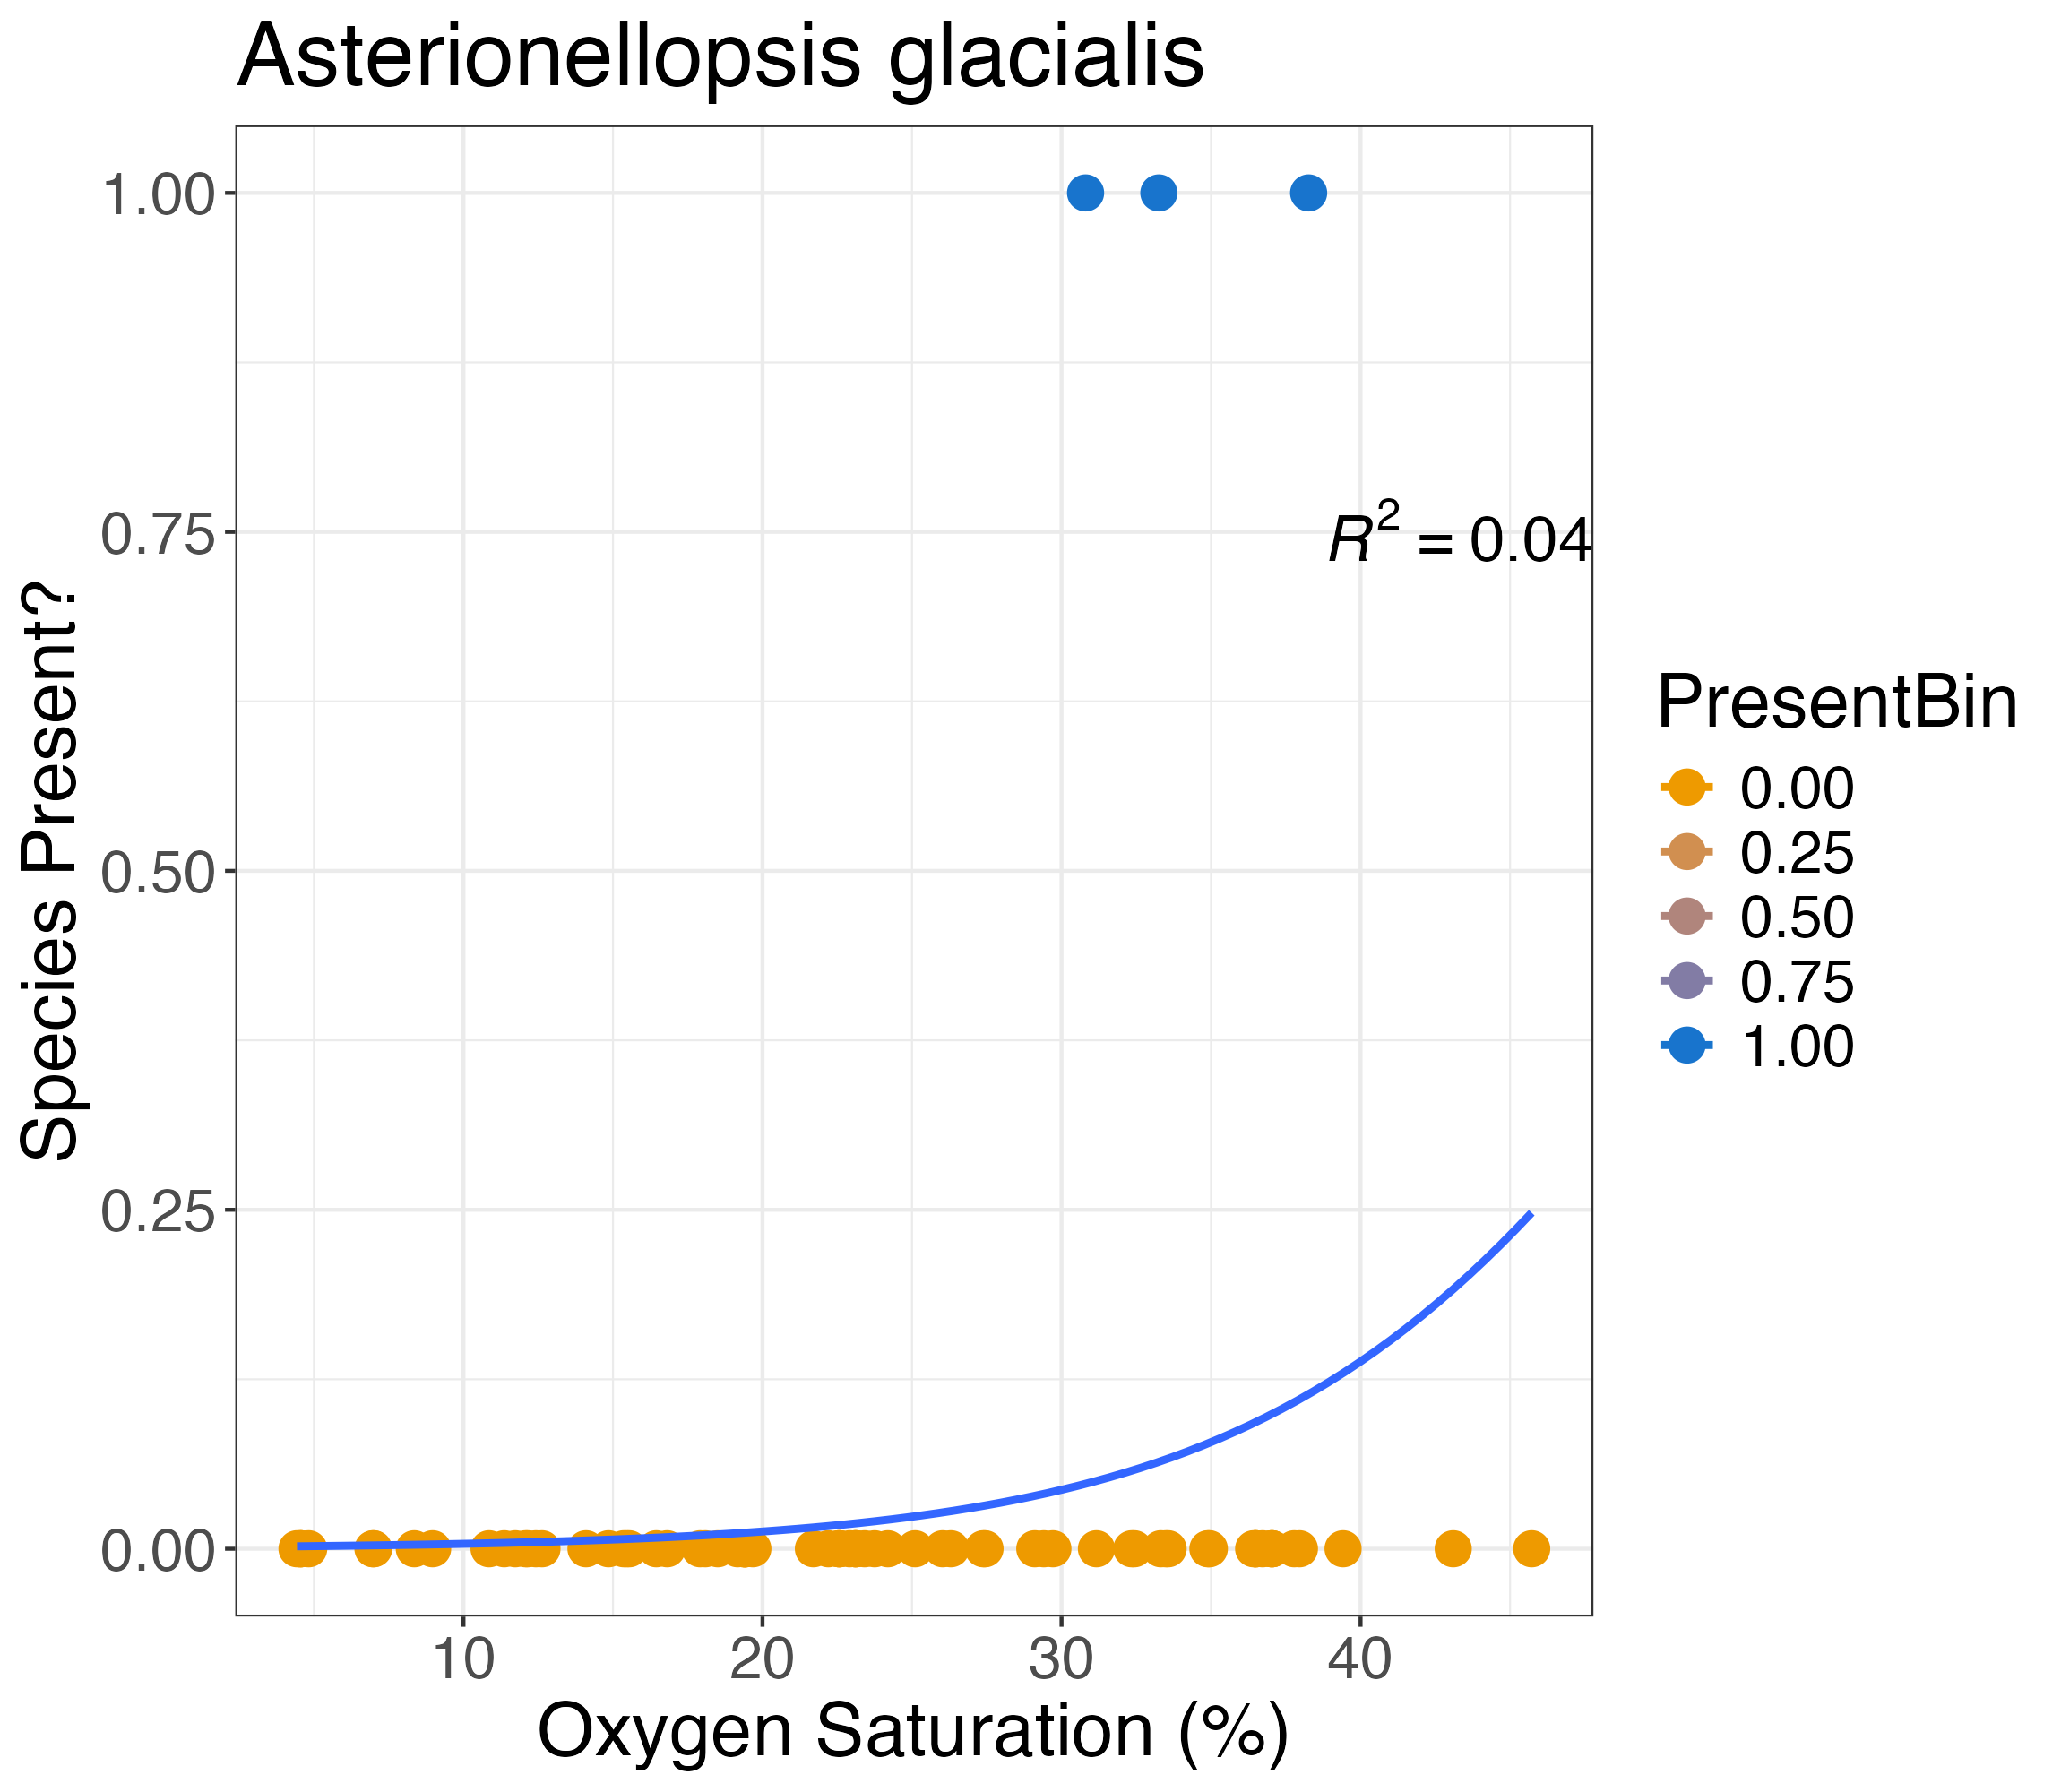 Asterionellopsis glacialis
1.00
0.75
0.50
0.25
0.00
Species Present?
R² = 0.04
10 20 30 40
Oxygen Saturation (%)
PresentBin
0.00
0.25
0.50
0.75
1.00